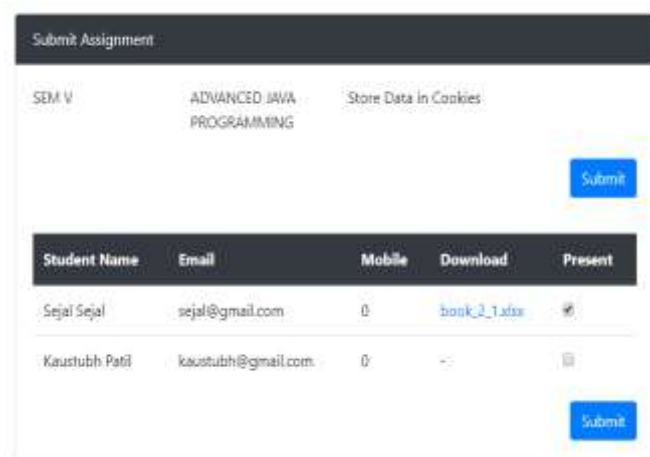 Submit Assignment
SEM V ADVANCED JAVA PROGRAMMING Store Data in Cookies
Submit
Student Name Email Mobile Download Present
Sejal Sejal sejal@gmail.com 0 book_2_1.xlsx
Kaustubh Patil kaustubh@gmail.com 0 -
Submit